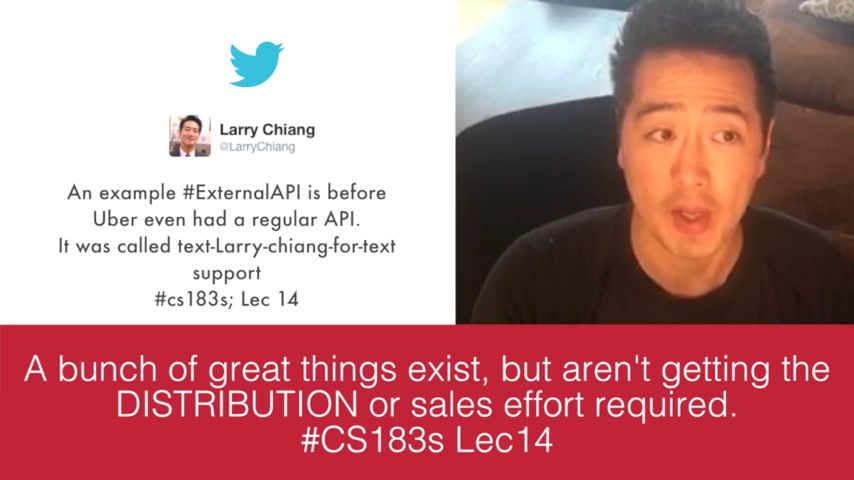 Larry Chiang
@LarryChiang
An example #ExternalAPI is before
Uber even had a regular API.
It was called text-Larry-chiang-for-text
support
#cs183s; Lec 14
A bunch of great things exist, but aren't getting the
DISTRIBUTION or sales effort required.
#CS183s Lec14